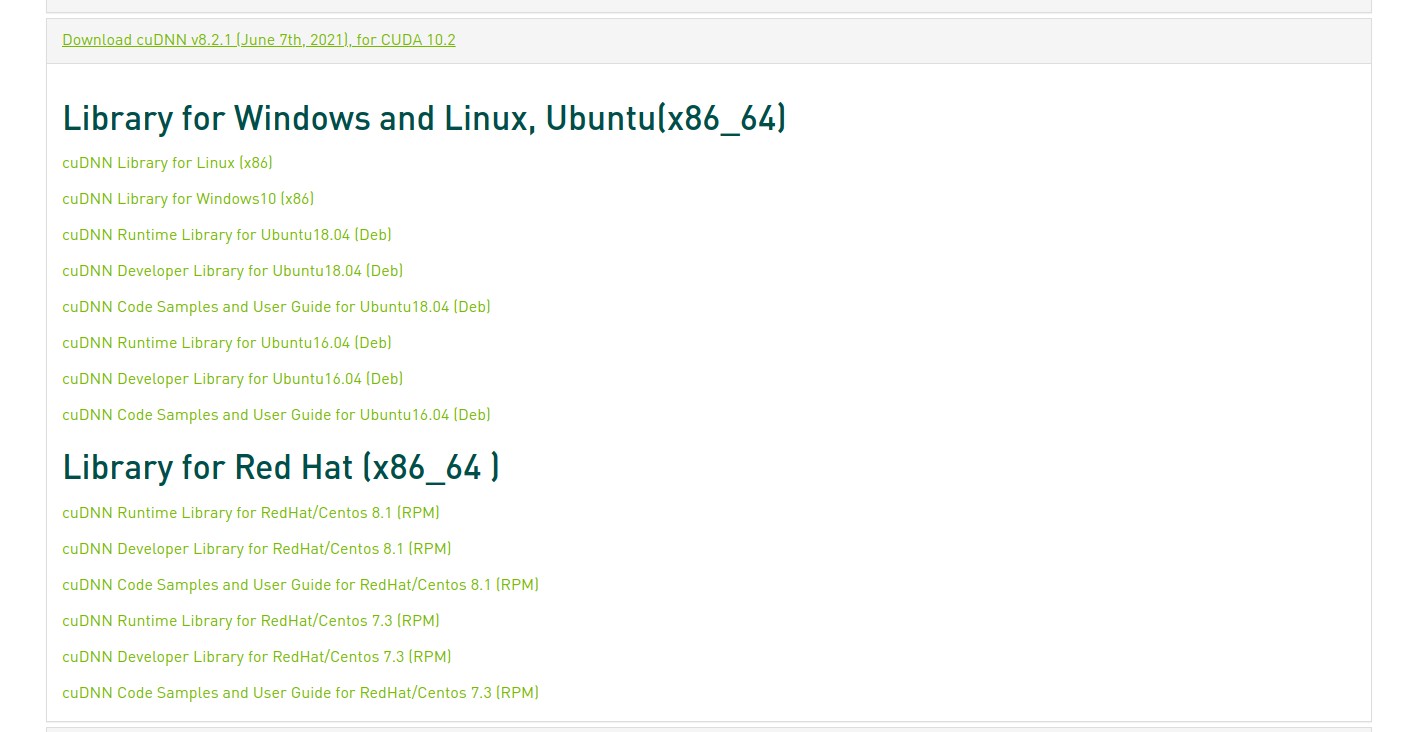 Download cuDNN v8.2.1 (June 7th, 2021), for CUDA 10.2
Library for Windows and Linux, Ubuntu(x86_64)
cuDNN Library for Linux (x86)
cuDNN Library for Windows10 (x86)
cuDNN Runtime Library for Ubuntu18.04 (Deb)
cuDNN Developer Library for Ubuntu18.04 (Deb)
cuDNN Code Samples and User Guide for Ubuntu18.04 (Deb)
cuDNN Runtime Library for Ubuntu16.04 (Deb)
cuDNN Developer Library for Ubuntu16.04 (Deb)
cuDNN Code Samples and User Guide for Ubuntu16.04 (Deb)
Library for Red Hat (x86_64 )
cuDNN Runtime Library for RedHat/Centos 8.1 (RPM)
cuDNN Developer Library for RedHat/Centos 8.1 (RPM)
cuDNN Code Samples and User Guide for RedHat/Centos 8.1 (RPM)
cuDNN Runtime Library for RedHat/Centos 7.3 (RPM)
cuDNN Developer Library for RedHat/Centos 7.3 (RPM)
cuDNN Code Samples and User Guide for RedHat/Centos 7.3 (RPM)